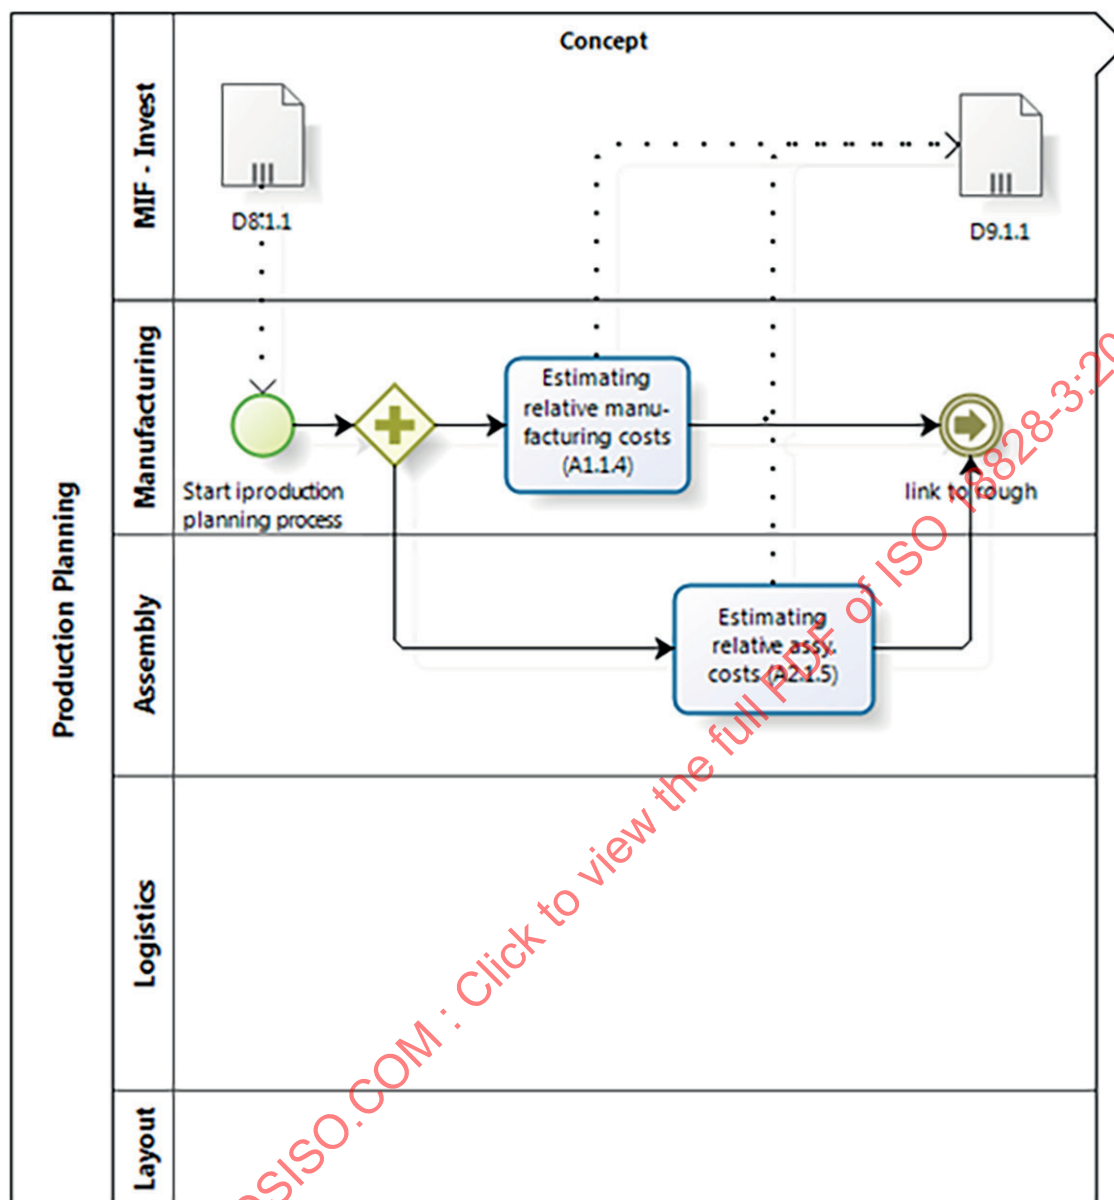 Concept
Production Planning
MIF - Invest
D8.1.1
D9.1.1
Manufacturing
Estimating
relative manu-
facturing costs
(A1.1.4)
Start iproduction
planning process
link to rough
Assembly
Estimating
relative assy.
costs (A2.1.5)
Logistics
Layout
OSISO.COM : Click to view the full PDF of ISO 18828-3:20